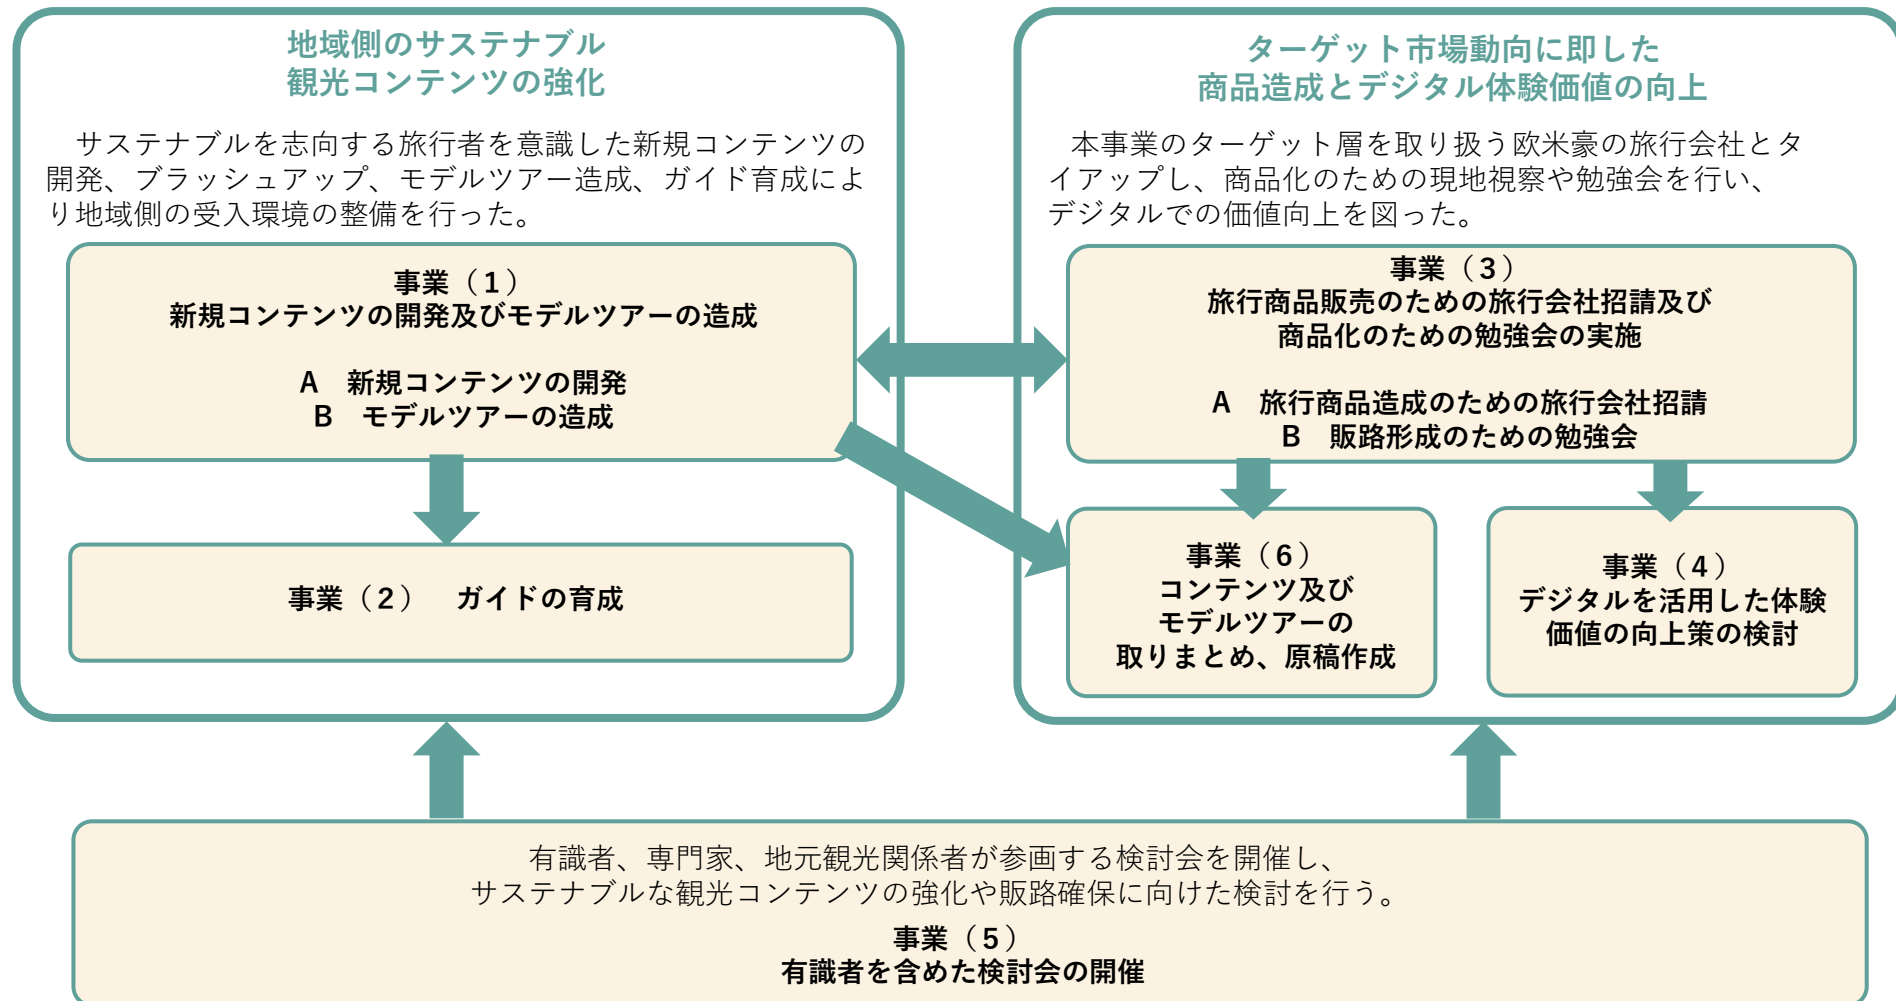 地域側のサステナブル
観光コンテンツの強化
サステナブルを志向する旅行者を意識した新規コンテンツの
開発、ブラッシュアップ、モデルツアー造成、ガイド育成によ
り地域側の受入環境の整備を行った。
事業（1）
新規コンテンツの開発及びモデルツアーの造成
A　新規コンテンツの開発
B　モデルツアーの造成
事業（2）　ガイドの育成
ターゲット市場動向に即した
商品造成とデジタル体験価値の向上
本事業のターゲット層を取り扱う欧米豪の旅行会社とタ
イアップし、商品化のための現地視察や勉強会を行い、
デジタルでの価値向上を図った。
事業（3）
旅行商品販売のための旅行会社招請及び
商品化のための勉強会の実施
A　旅行商品造成のための旅行会社招請
B　販路形成のための勉強会
事業（6）
コンテンツ及び
モデルツアーの
取りまとめ、原稿作成
事業（4）
デジタルを活用した体験
価値の向上策の検討
有識者、専門家、地元観光関係者が参画する検討会を開催し、
サステナブルな観光コンテンツの強化や販路確保に向けた検討を行う。
事業（5）
有識者を含めた検討会の開催